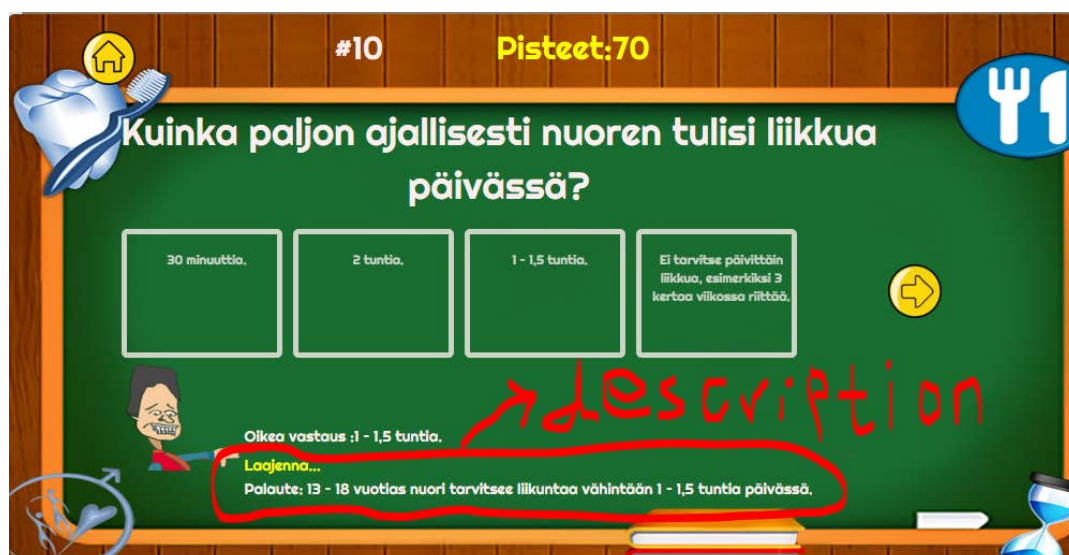 #10
Pisteet:70
Kuinka paljon ajallisesti nuoren tulisi liikkua
päivässä?
30 minuuttia.
2 tuntia.
1 - 1,5 tuntia.
Ei tarvitse päivittäin
liikkua, esimerkiksi 3
kertaa viikossa riittää.
description
Oikea vastaus :1 - 1,5 tuntia.
Laajenna...
Palaute: 13 - 18 vuotias nuori tarvitsee liikuntaa vähintään 1 - 1,5 tuntia päivässä.